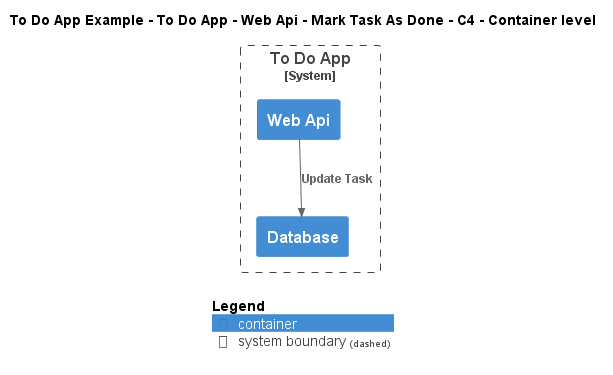 To Do App Example - To Do App - Web Api - Mark Task As Done - C4 - Container level
To Do App
[System]
Web Api
Update Task
Database
Legend
container
system boundary (dashed)